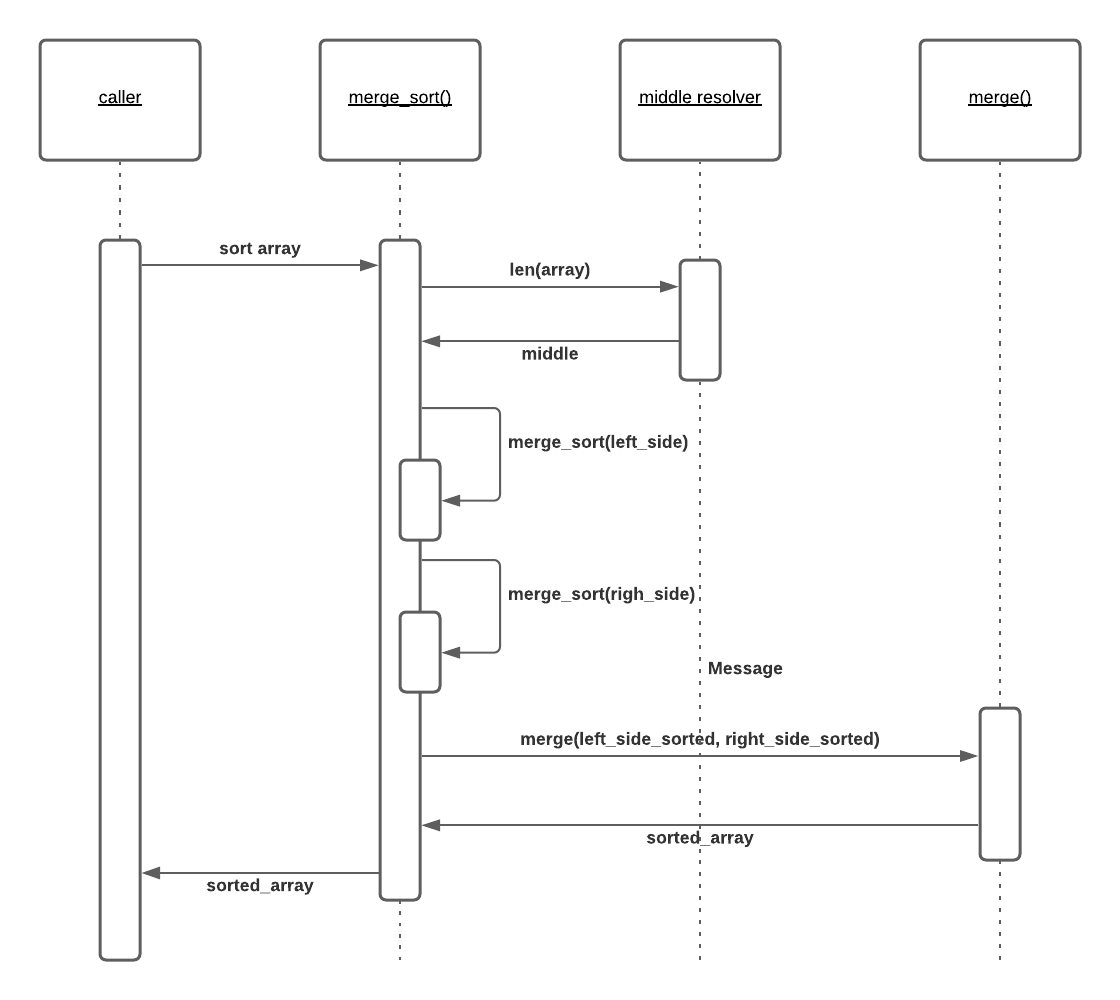 caller
merge_sort()
middle resolver
merge()
sort array
len(array)
middle
merge_sort(left_side)
merge_sort(righ_side)
Message
merge(left_side_sorted, right_side_sorted)
sorted_array
sorted_array